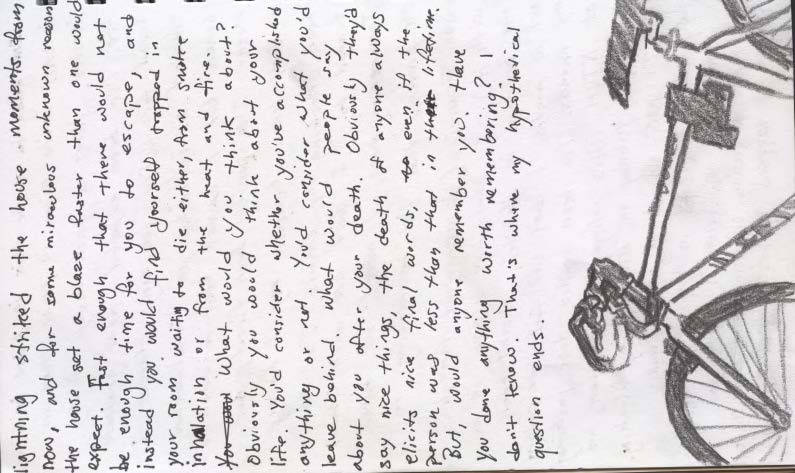 lightning striked the house moments from
now, and for some miraculous unknown reason
the house set a blaze faster than one would
expect. Fast enough that there would not
be enough time for you to escape, and
instead you would find yourself trapped in
your room waiting to die either, from smoke
inhalation or from the heat and fire.
What would you think about?
Obviously you would think about your
life. You'd consider whether you've accomplished
anything or not. You'd consider what you'd
leave behind, what would people say
about you after your death. Obviously they'd
say nice things, the death of anyone always
elicits nice final words, even if the
person was less than that in their lifetime.
But, would anyone remember you. Have
you done anything worth remembering? I
don't know. That's where my hypothetical
question ends.